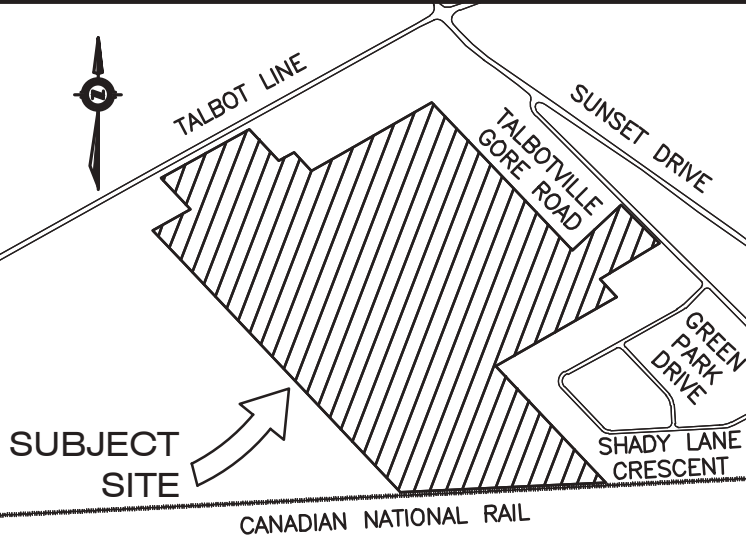 TALBOT LINE
SUNSET DRIVE
TALBOTVILLE
GORE ROAD
GREEN
PARK
DRIVE
SUBJECT
SITE
SHADY LANE
CRESCENT
CANADIAN NATIONAL RAIL